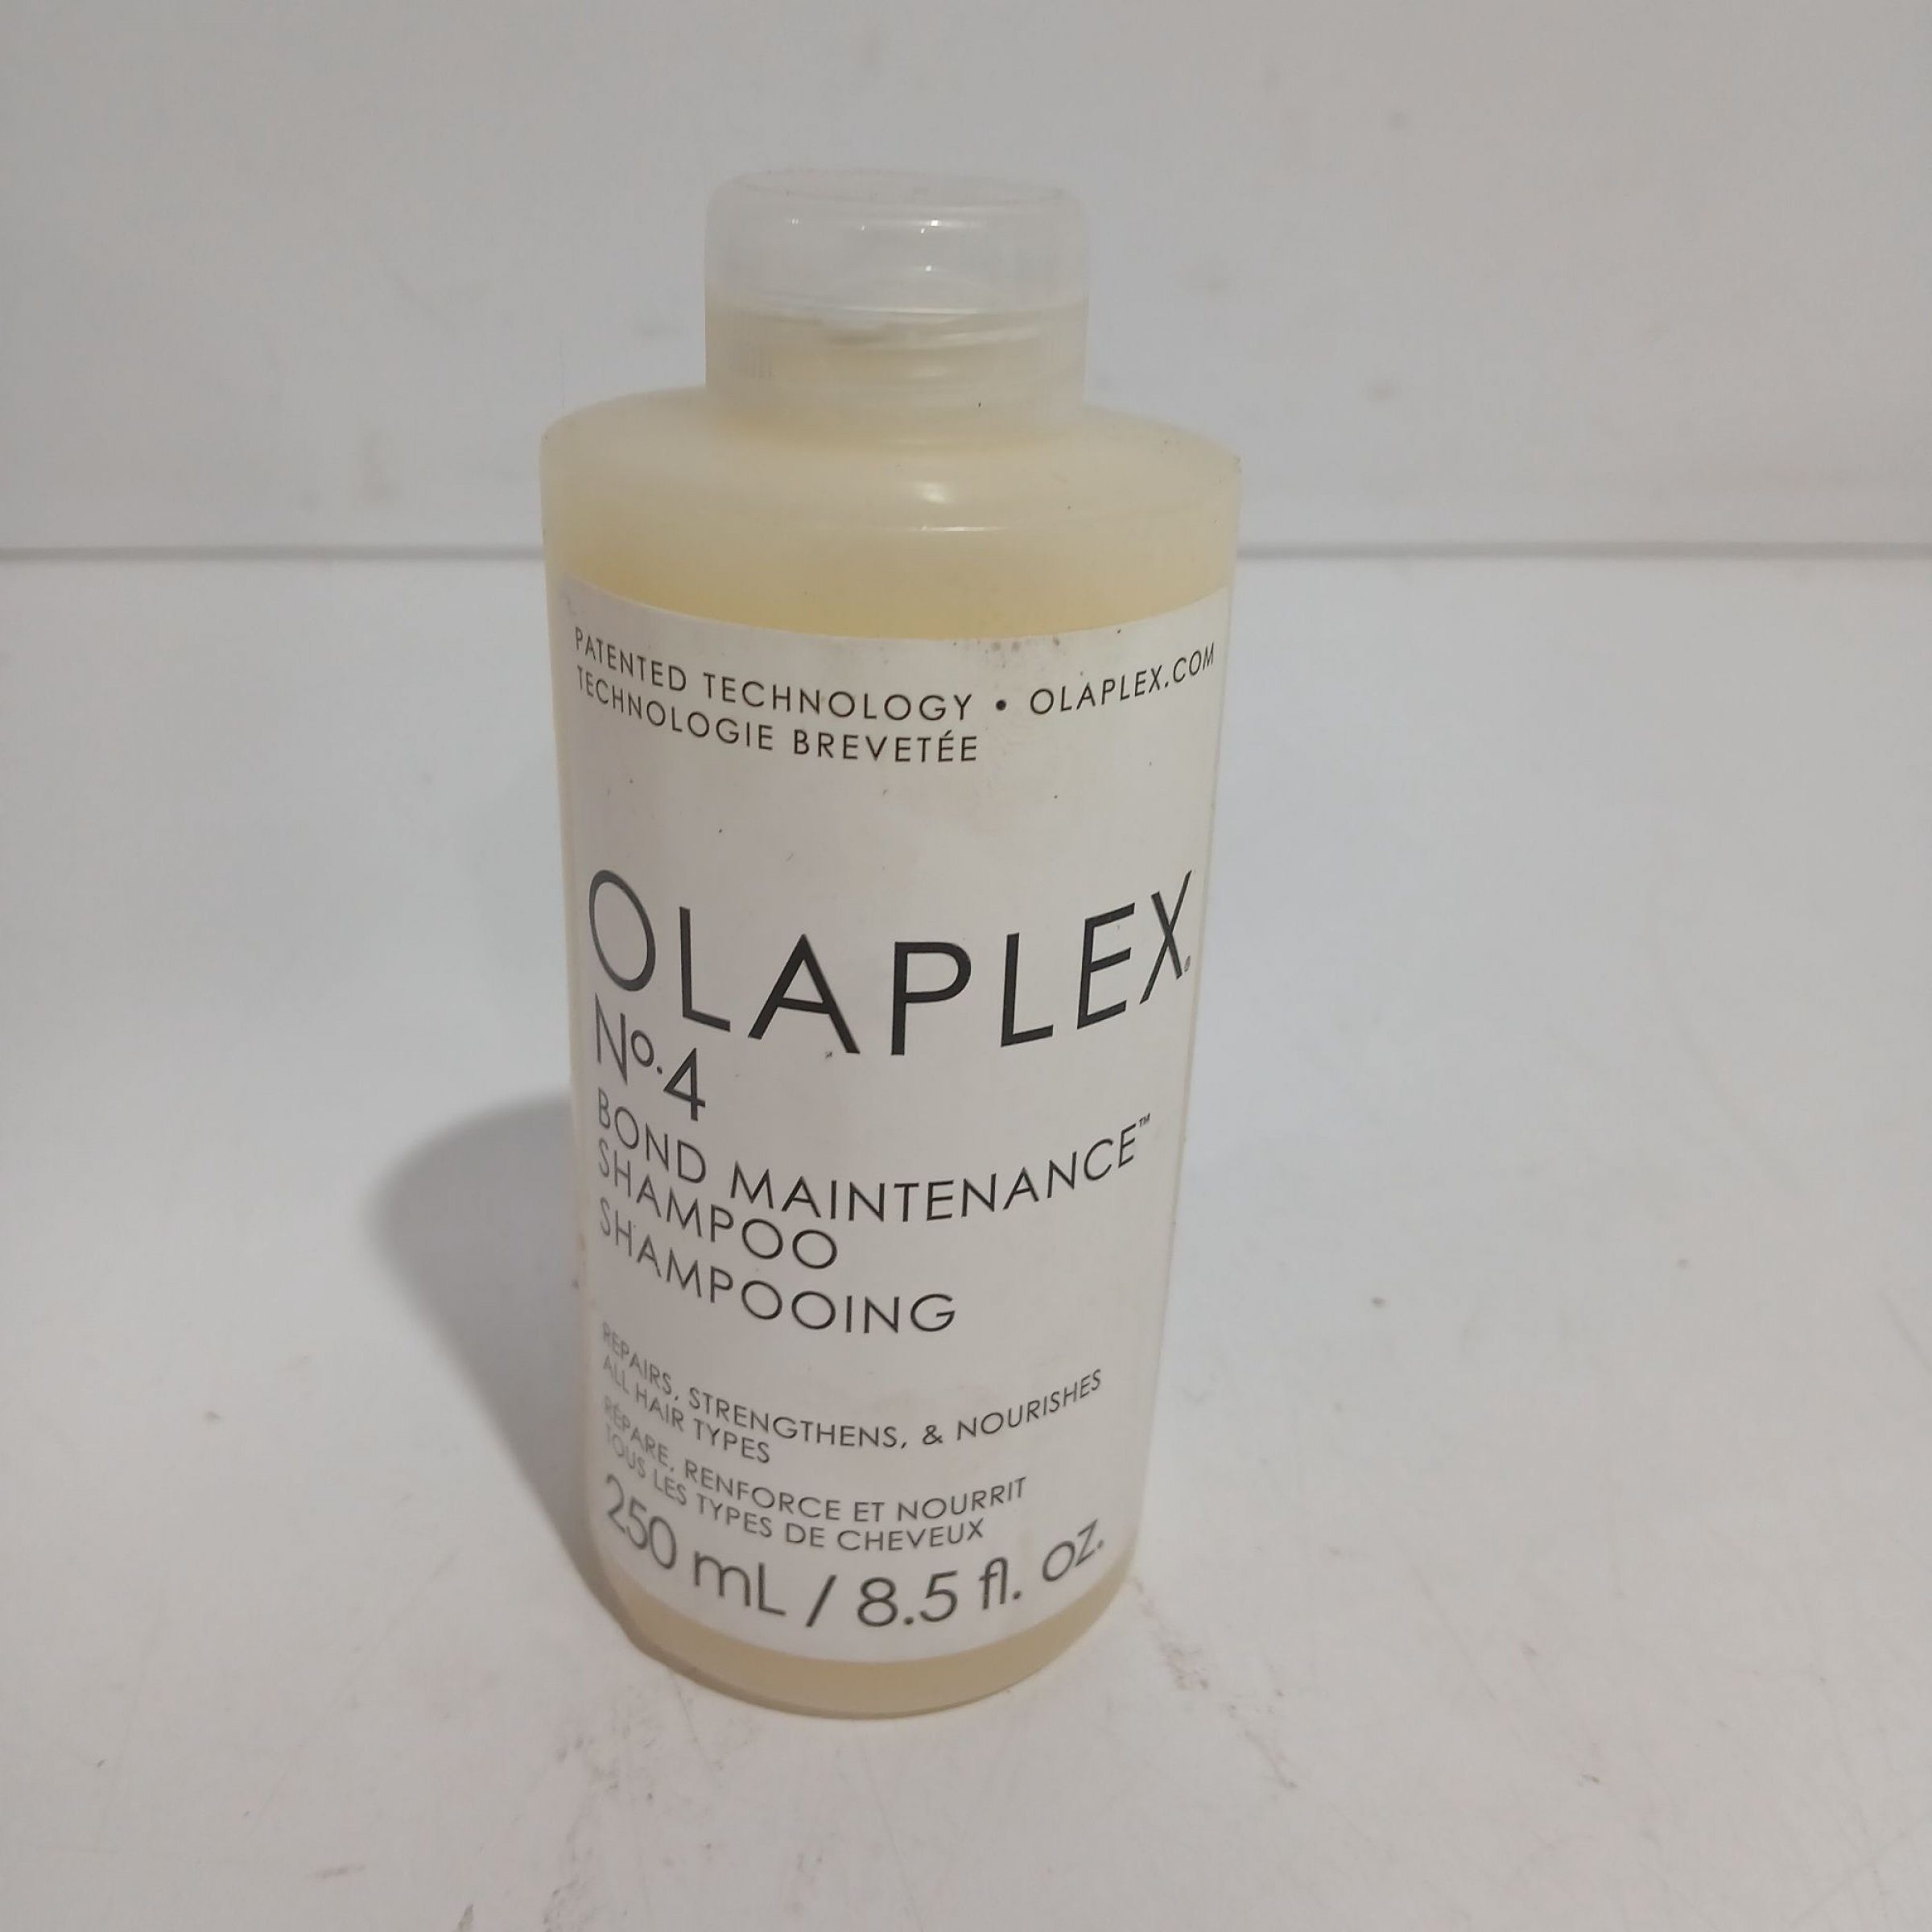 PATENTED TECHNOLOGY • OLAPLEX.COM
TECHNOLOGIE BREVETÉE
OLAPLEX®
Nº.4
BOND MAINTENANCE™
SHAMPOO
SHAMPOOING
REPAIRS, STRENGTHENS, & NOURISHES
ALL HAIR TYPES
RÉPARE, RENFORCE ET NOURRIT
TOUS LES TYPES DE CHEVEUX
250 mL / 8.5 fl. oz.